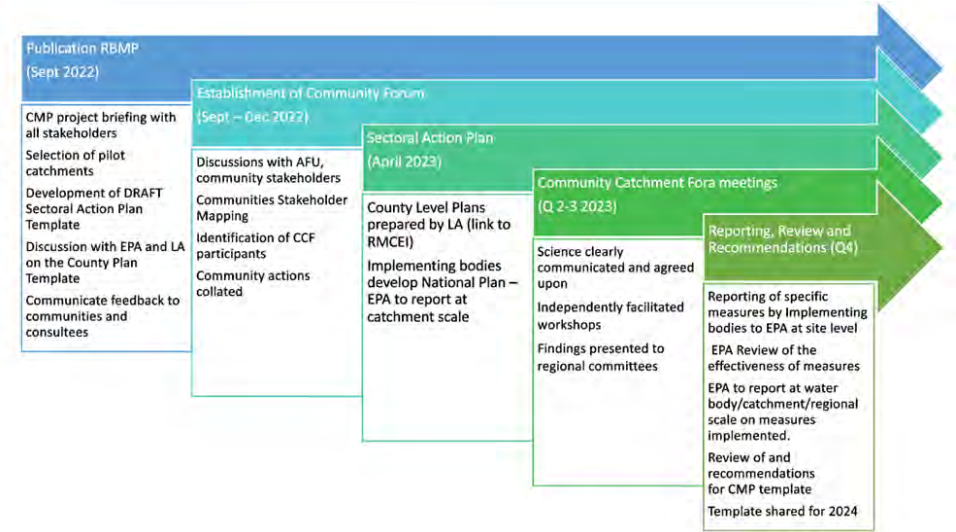 Publication RBMP
(Sept 2022)
CMP project briefing with
all stakeholders
Selection of pilot
catchments
Development of DRAFT
Sectoral Action Plan
Template
Discussion with EPA and LA
on the County Plan
Template
Communicate feedback to
communities and
consultees
Establishment of Community Forum
(Sept – Dec 2022)
Discussions with AFU,
community stakeholders
Communities Stakeholder
Mapping
Identification of CCF
participants
Community actions
collated
Sectoral Action Plan
(April 2023)
County Level Plans
prepared by LA (link to
RMCEI)
Implementing bodies
develop National Plan –
EPA to report at
catchment scale
Community Catchment Fora meetings
(Q 2-3 2023)
Science clearly
communicated and agreed
upon
Independently facilitated
workshops
Findings presented to
regional committees
Reporting, Review and
Recommendations (Q4)
Reporting of specific
measures by Implementing
bodies to EPA at site level
EPA Review of the
effectiveness of measures
EPA to report at water
body/catchment/regional
scale on measures
implemented.
Review of and
recommendations
for CMP template
Template shared for 2024